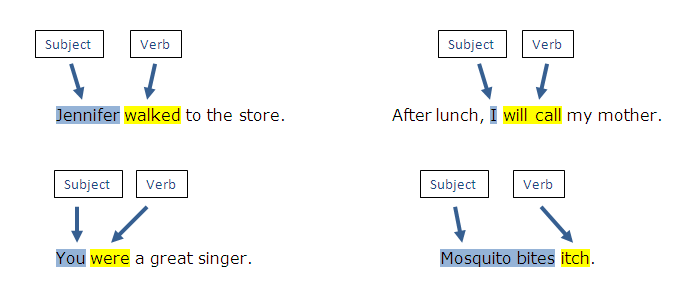 Subject Verb
Subject Verb
Jennifer walked to the store.
After lunch, I will call my mother.
Subject Verb
Subject Verb
You were a great singer.
Mosquito bites itch.